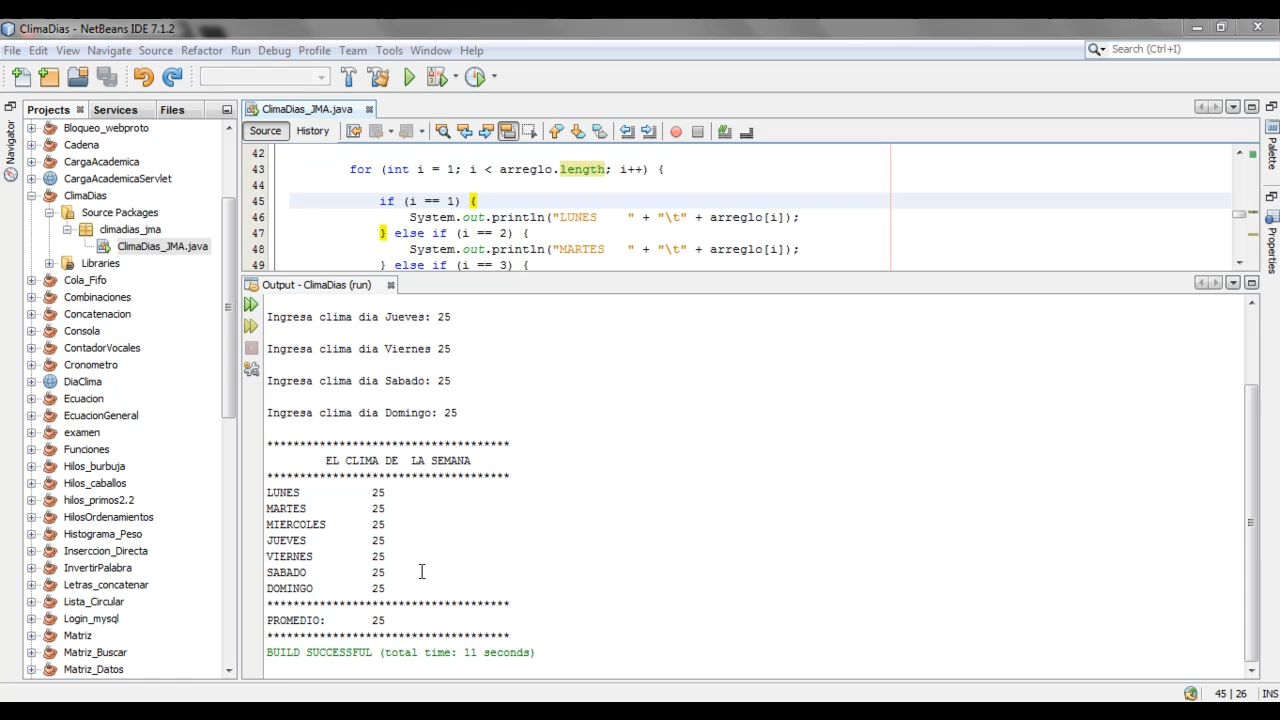 ClimaDias - NetBeans IDE 7.1.2
File Edit View Navigate Source Refactor Run Debug Profile Team Tools Window Help
Search (Ctrl+I)
Projects Services Files
ClimaDias_JMA.java
Navigator
Bloqueo_webproto
Cadena
CargaAcademica
CargaAcademicaServlet
ClimaDias
Source Packages
climadias_jma
ClimaDias_JMA.java
Libraries
Cola_Fifo
Combinaciones
Concatenacion
Consola
ContadorVocales
Cronometro
DiaClima
Ecuacion
EcuacionGeneral
examen
Funciones
Hilos_burbuja
Hilos_caballos
hilos_primos2.2
HilosOrdenamientos
Histograma_Peso
Inserccion_Directa
InvertirPalabra
Letras_concatenar
Lista_Circular
Login_mysql
Matriz
Matriz_Buscar
Matriz_Datos
Source History
42
43 for (int i = 1; i < arreglo.length; i++) {
44
45 if (i == 1) {
46 System.out.println("LUNES    " + "\t" + arreglo[i]);
47 } else if (i == 2) {
48 System.out.println("MARTES   " + "\t" + arreglo[i]);
49 } else if (i == 3) {
Output - ClimaDias (run)
Ingresa clima dia Jueves: 25
Ingresa clima dia Viernes 25
Ingresa clima dia Sabado: 25
Ingresa clima dia Domingo: 25
*************************************
EL CLIMA DE  LA SEMANA
*************************************
LUNES 25
MARTES 25
MIERCOLES 25
JUEVES 25
VIERNES 25
SABADO 25
DOMINGO 25
*************************************
PROMEDIO: 25
*************************************
BUILD SUCCESSFUL (total time: 11 seconds)
Palette
Properties
45 | 26 INS